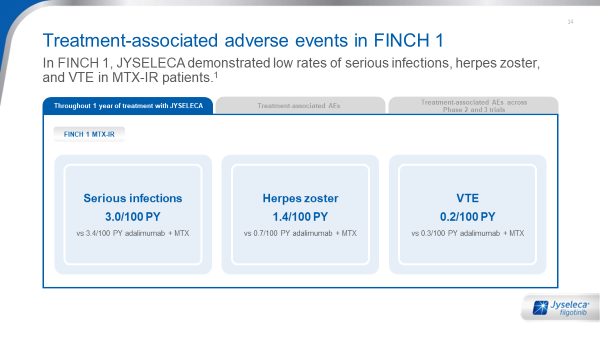 14
Treatment-associated adverse events in FINCH 1
In FINCH 1, JYSELECA demonstrated low rates of serious infections, herpes zoster,
and VTE in MTX-IR patients.¹
Throughout 1 year of treatment with JYSELECA
Treatment-associated AEs
Treatment-associated AEs across
Phase 2 and 3 trials
FINCH 1 MTX-IR
Serious infections
3.0/100 PY
vs 3.4/100 PY adalimumab + MTX
Herpes zoster
1.4/100 PY
vs 0.7/100 PY adalimumab + MTX
VTE
0.2/100 PY
vs 0.3/100 PY adalimumab + MTX
Jyseleca
filgotinib